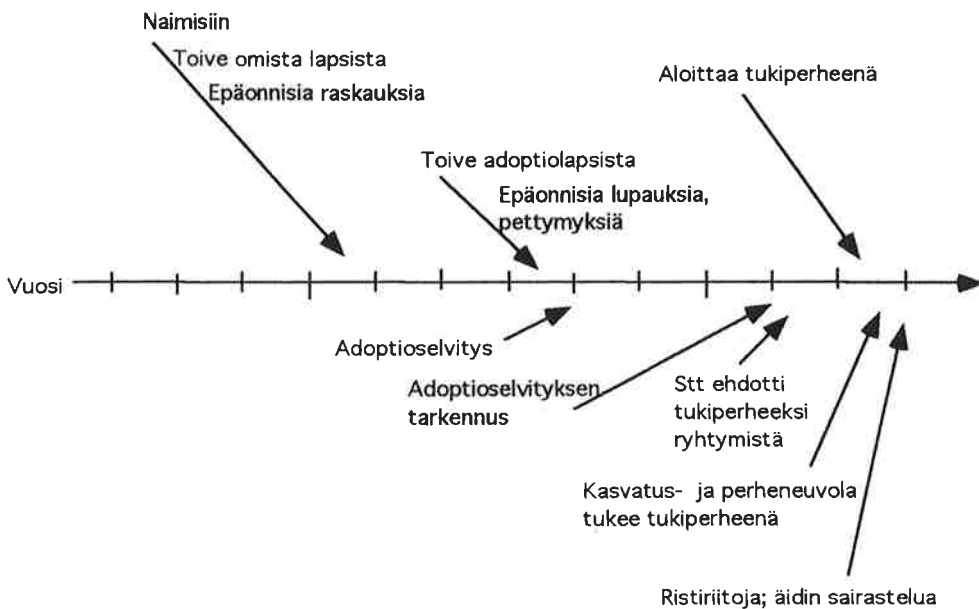 Naimisiin
Toive omista lapsista
Epäonnisia raskauksia
Aloittaa tukiperheenä
Toive adoptiolapsista
Epäonnisia lupauksia,
pettymyksiä
Vuosi
Adoptioselvitys
Adoptioselvityksen
tarkennus
Stt ehdotti
tukiperheeksi
ryhtymistä
Kasvatus- ja perheneuvola
tukee tukiperheenä
Ristiriitoja; äidin sairastelua